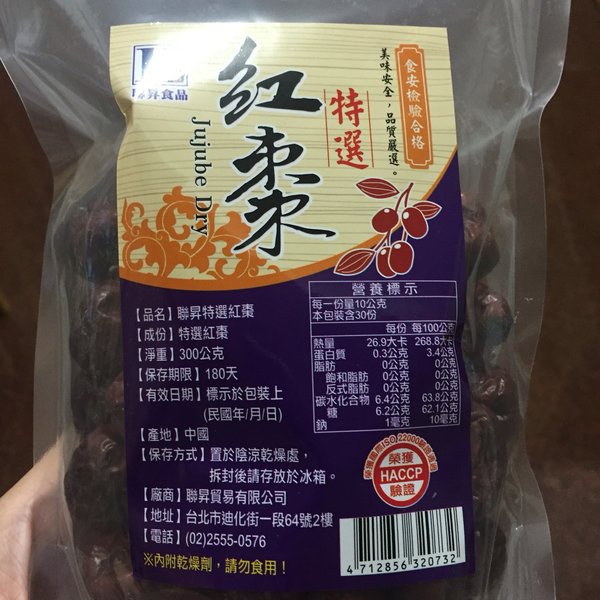 聯昇食品
紅棗
特選
Jujube Dry
食安檢驗合格
美味安全，品質嚴選。
【品名】聯昇特選紅棗
【成份】特選紅棗
【淨重】300公克
【保存期限】180天
【有效日期】標示於包裝上
(民國年/月/日)
【產地】中國
【保存方式】置於陰涼乾燥處，
拆封後請存放於冰箱。
【廠商】聯昇貿易有限公司
【地址】台北市迪化街一段64號2樓
【電話】(02)2555-0576
※內附乾燥劑，請勿食用！
營養標示
每一份量10公克
本包裝含30份
每份 每100公克
熱量 26.9大卡 268.8大卡
蛋白質 0.3公克 3.4公克
脂肪 0公克 0公克
飽和脂肪 0公克 0公克
反式脂肪 0公克 0公克
碳水化合物 6.4公克 63.8公克
糖 6.2公克 62.1公克
鈉 1毫克 10毫克
榮獲
HACCP
驗證
4 712856 320732